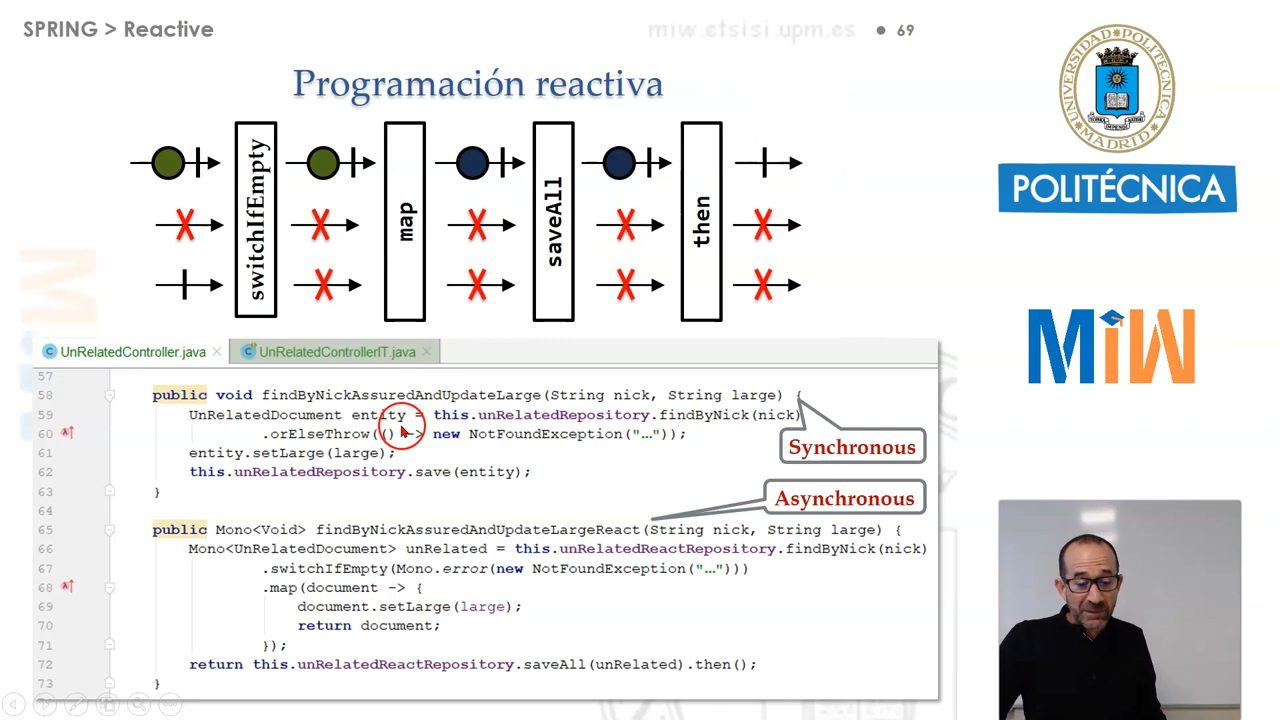 SPRING > Reactive
miw.etsisi.upm.es
69
Programación reactiva
switchIfEmpty
map
saveAll
then
UNIVERSIDAD POLITÉCNICA
DE MADRID
POLITÉCNICA
MiW
UnRelatedController.java
UnRelatedControllerIT.java
57
58 public void findByNickAssuredAndUpdateLarge(String nick, String large) {
59 UnRelatedDocument entity = this.unRelatedRepository.findByNick(nick)
60 .orElseThrow(() -> new NotFoundException("…"));
61 entity.setLarge(large);
62 this.unRelatedRepository.save(entity);
63 }
64
65 public Mono<Void> findByNickAssuredAndUpdateLargeReact(String nick, String large) {
66 Mono<UnRelatedDocument> unRelated = this.unRelatedReactRepository.findByNick(nick)
67 .switchIfEmpty(Mono.error(new NotFoundException("…")))
68 .map(document -> {
69 document.setLarge(large);
70 return document;
71 });
72 return this.unRelatedReactRepository.saveAll(unRelated).then();
73 }
Synchronous
Asynchronous